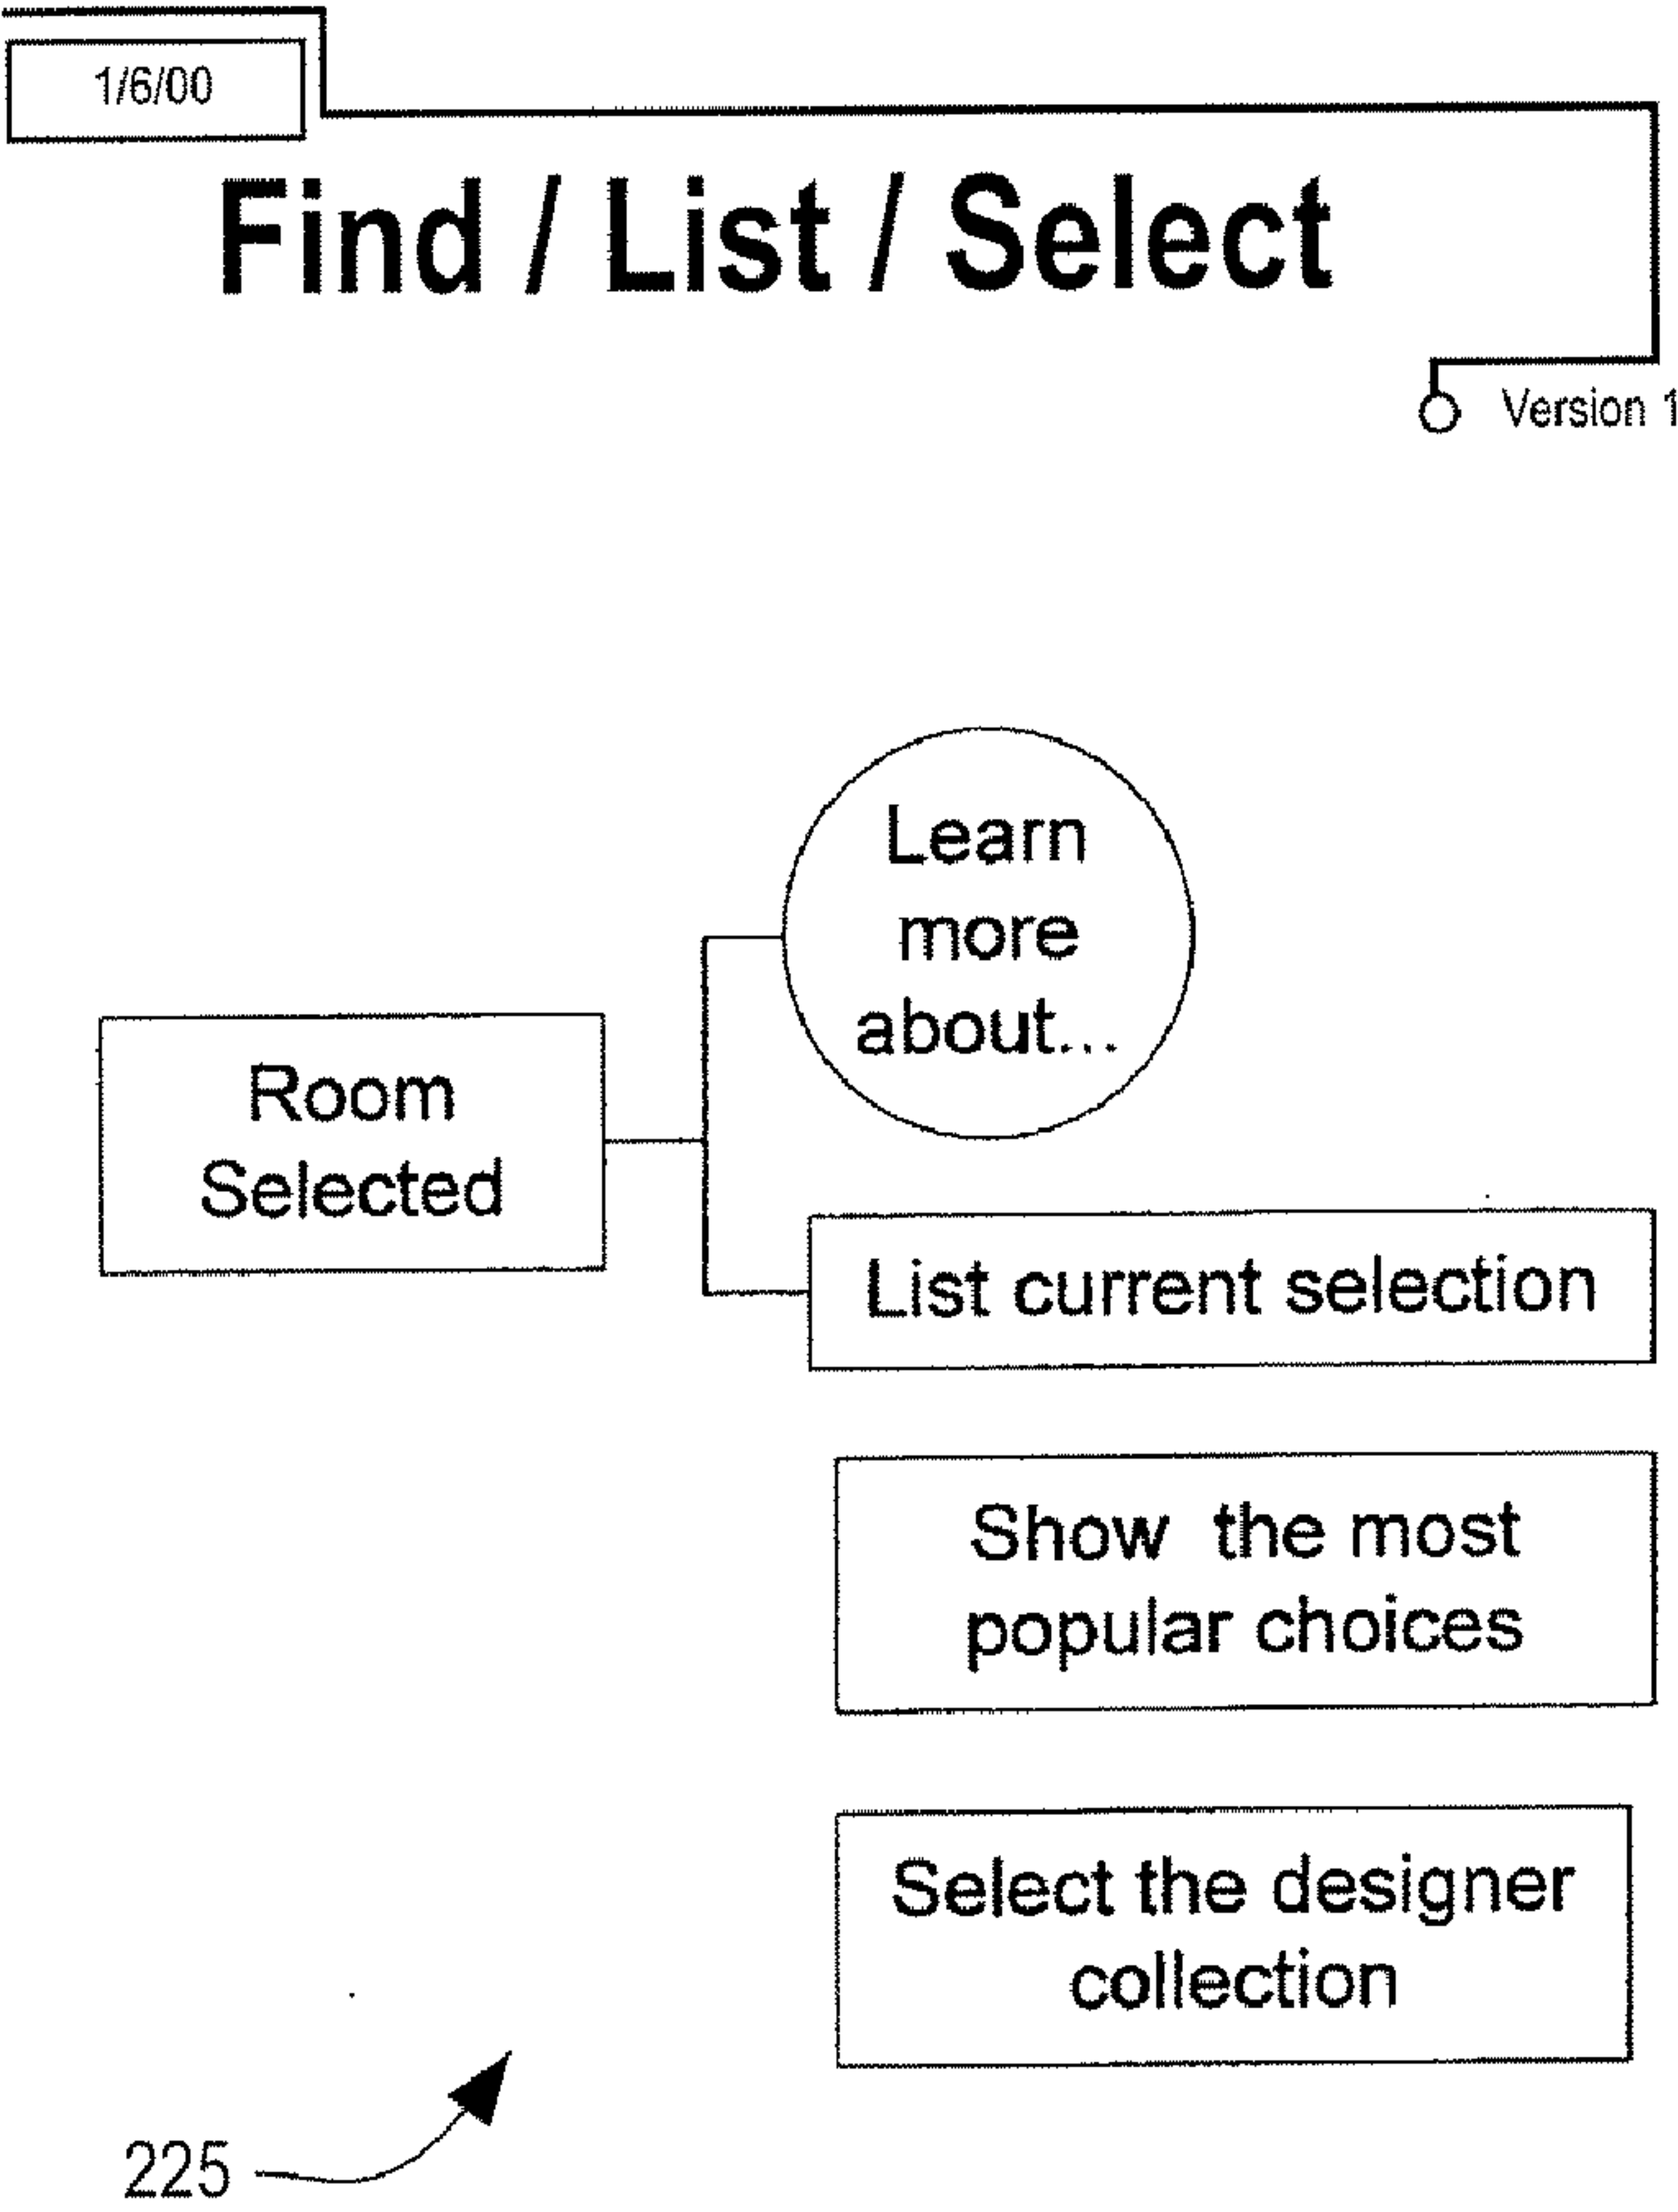 1/6/00
Find / List / Select
Version 1
Learn
more
about...
Room
Selected
List current selection
Show the most
popular choices
Select the designer
collection
225